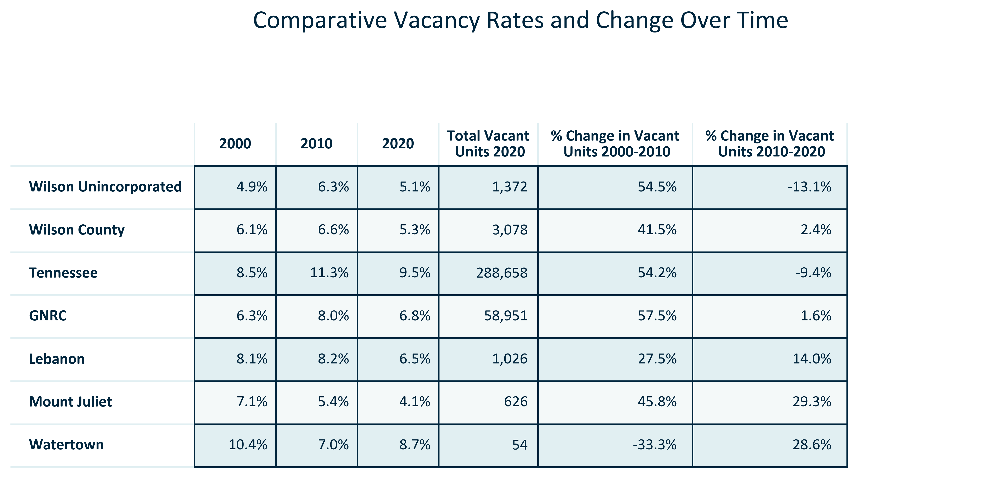 Comparative Vacancy Rates and Change Over Time
2000 2010 2020 Total Vacant Units 2020 % Change in Vacant Units 2000-2010 % Change in Vacant Units 2010-2020
Wilson Unincorporated 4.9% 6.3% 5.1% 1,372 54.5% -13.1%
Wilson County 6.1% 6.6% 5.3% 3,078 41.5% 2.4%
Tennessee 8.5% 11.3% 9.5% 288,658 54.2% -9.4%
GNRC 6.3% 8.0% 6.8% 58,951 57.5% 1.6%
Lebanon 8.1% 8.2% 6.5% 1,026 27.5% 14.0%
Mount Juliet 7.1% 5.4% 4.1% 626 45.8% 29.3%
Watertown 10.4% 7.0% 8.7% 54 -33.3% 28.6%